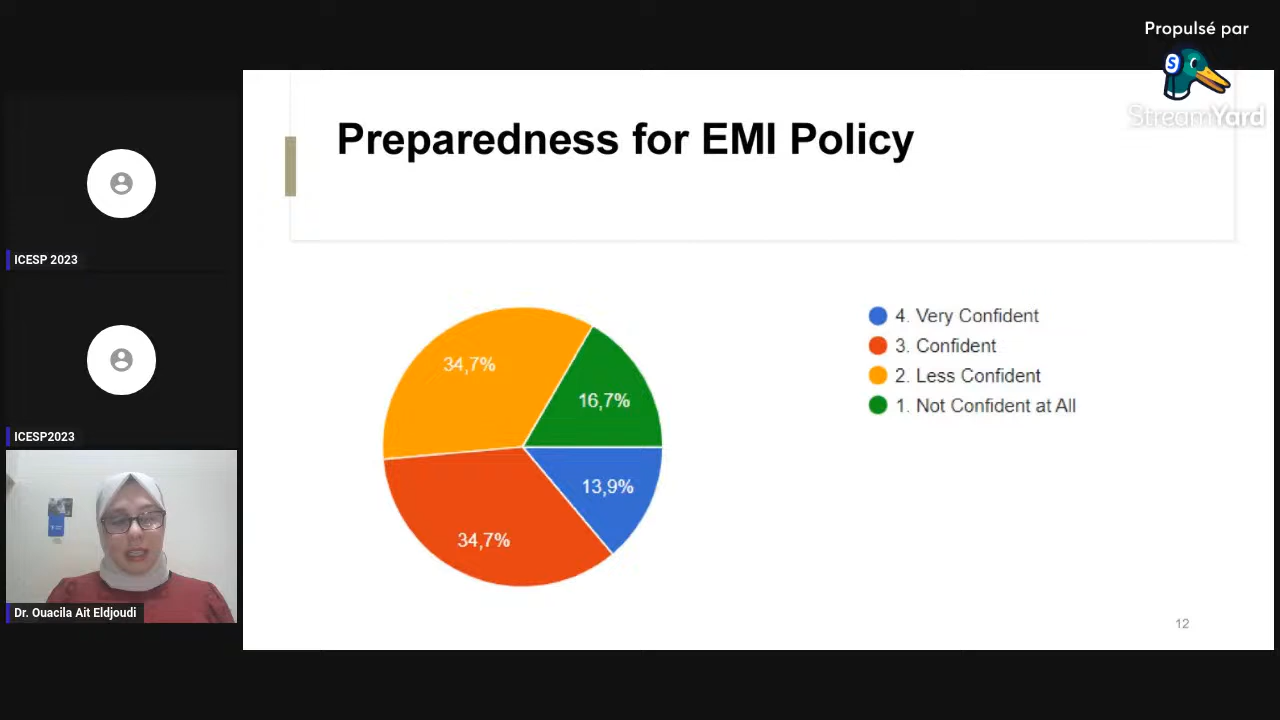 Propulsé par
StreamYard
Preparedness for EMI Policy
ICESP 2023
ICESP2023
Dr. Ouacila Ait Eldjoudi
34,7%
16,7%
13,9%
34,7%
4. Very Confident
3. Confident
2. Less Confident
1. Not Confident at All
12